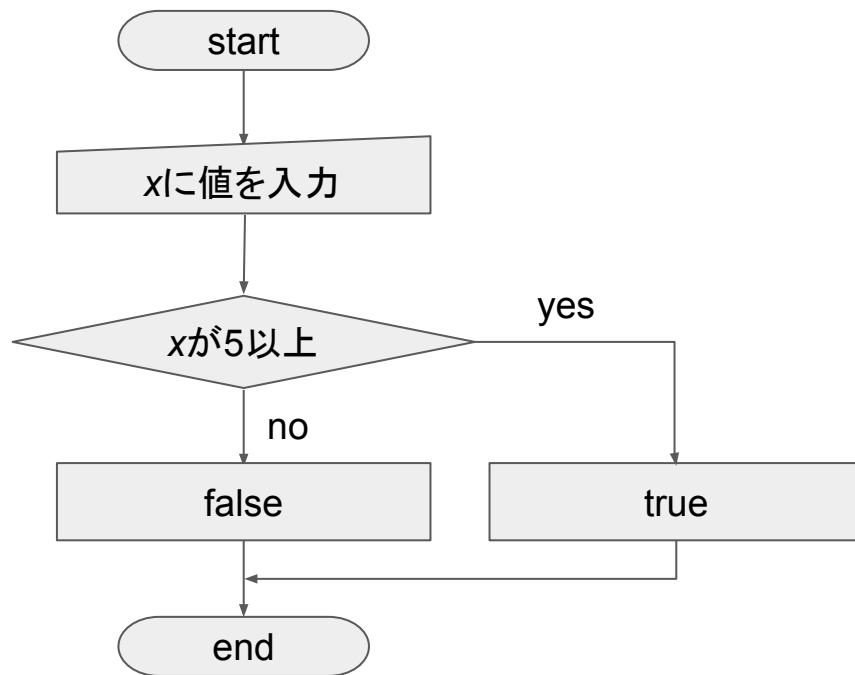 start
xに値を入力
xが5以上
yes
no
false
true
end